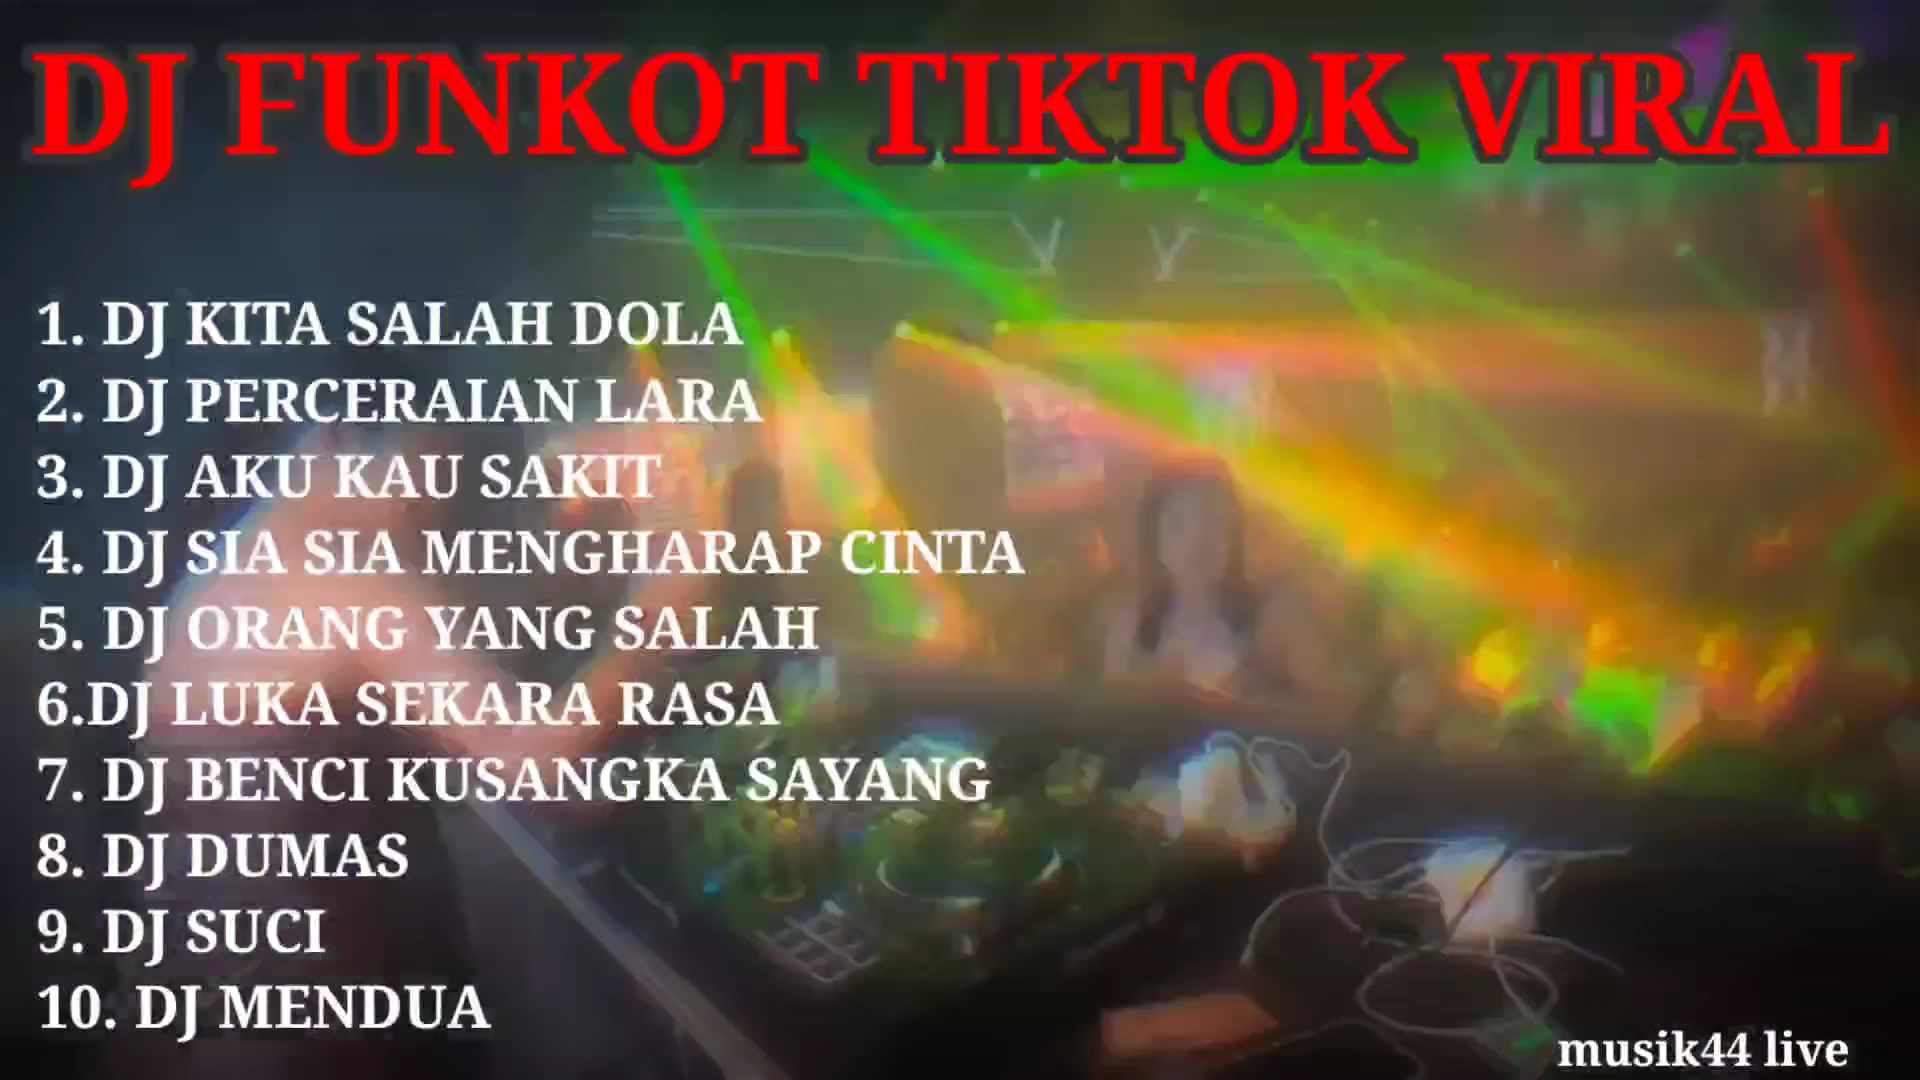 DJ FUNKOT TIKTOK VIRAL
1. DJ KITA SALAH DOLA
2. DJ PERCERAIAN LARA
3. DJ AKU KAU SAKIT
4. DJ SIA SIA MENGHARAP CINTA
5. DJ ORANG YANG SALAH
6.DJ LUKA SEKARA RASA
7. DJ BENCI KUSANGKA SAYANG
8. DJ DUMAS
9. DJ SUCI
10. DJ MENDUA
musik44 live